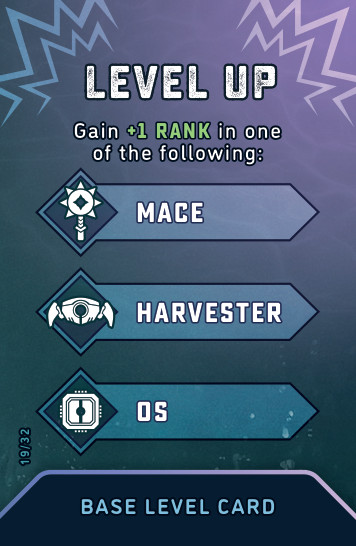 LEVEL UP
Gain +1 RANK in one
of the following:
MACE
HARVESTER
OS
19/32
BASE LEVEL CARD